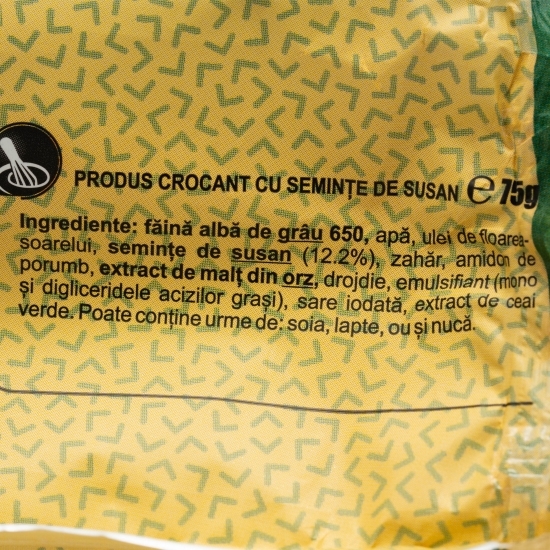 PRODUS CROCANT CU SEMINȚE DE SUSAN ℮ 75g
Ingrediente: făină albă de grâu 650, apă, ulei de floarea-
soarelui, semințe de susan (12.2%), zahăr, amidon de
porumb, extract de malț din orz, drojdie, emulsifiant (mono
și digliceridele acizilor grași), sare iodată, extract de ceai
verde. Poate conține urme de: soia, lapte, ou și nucă.